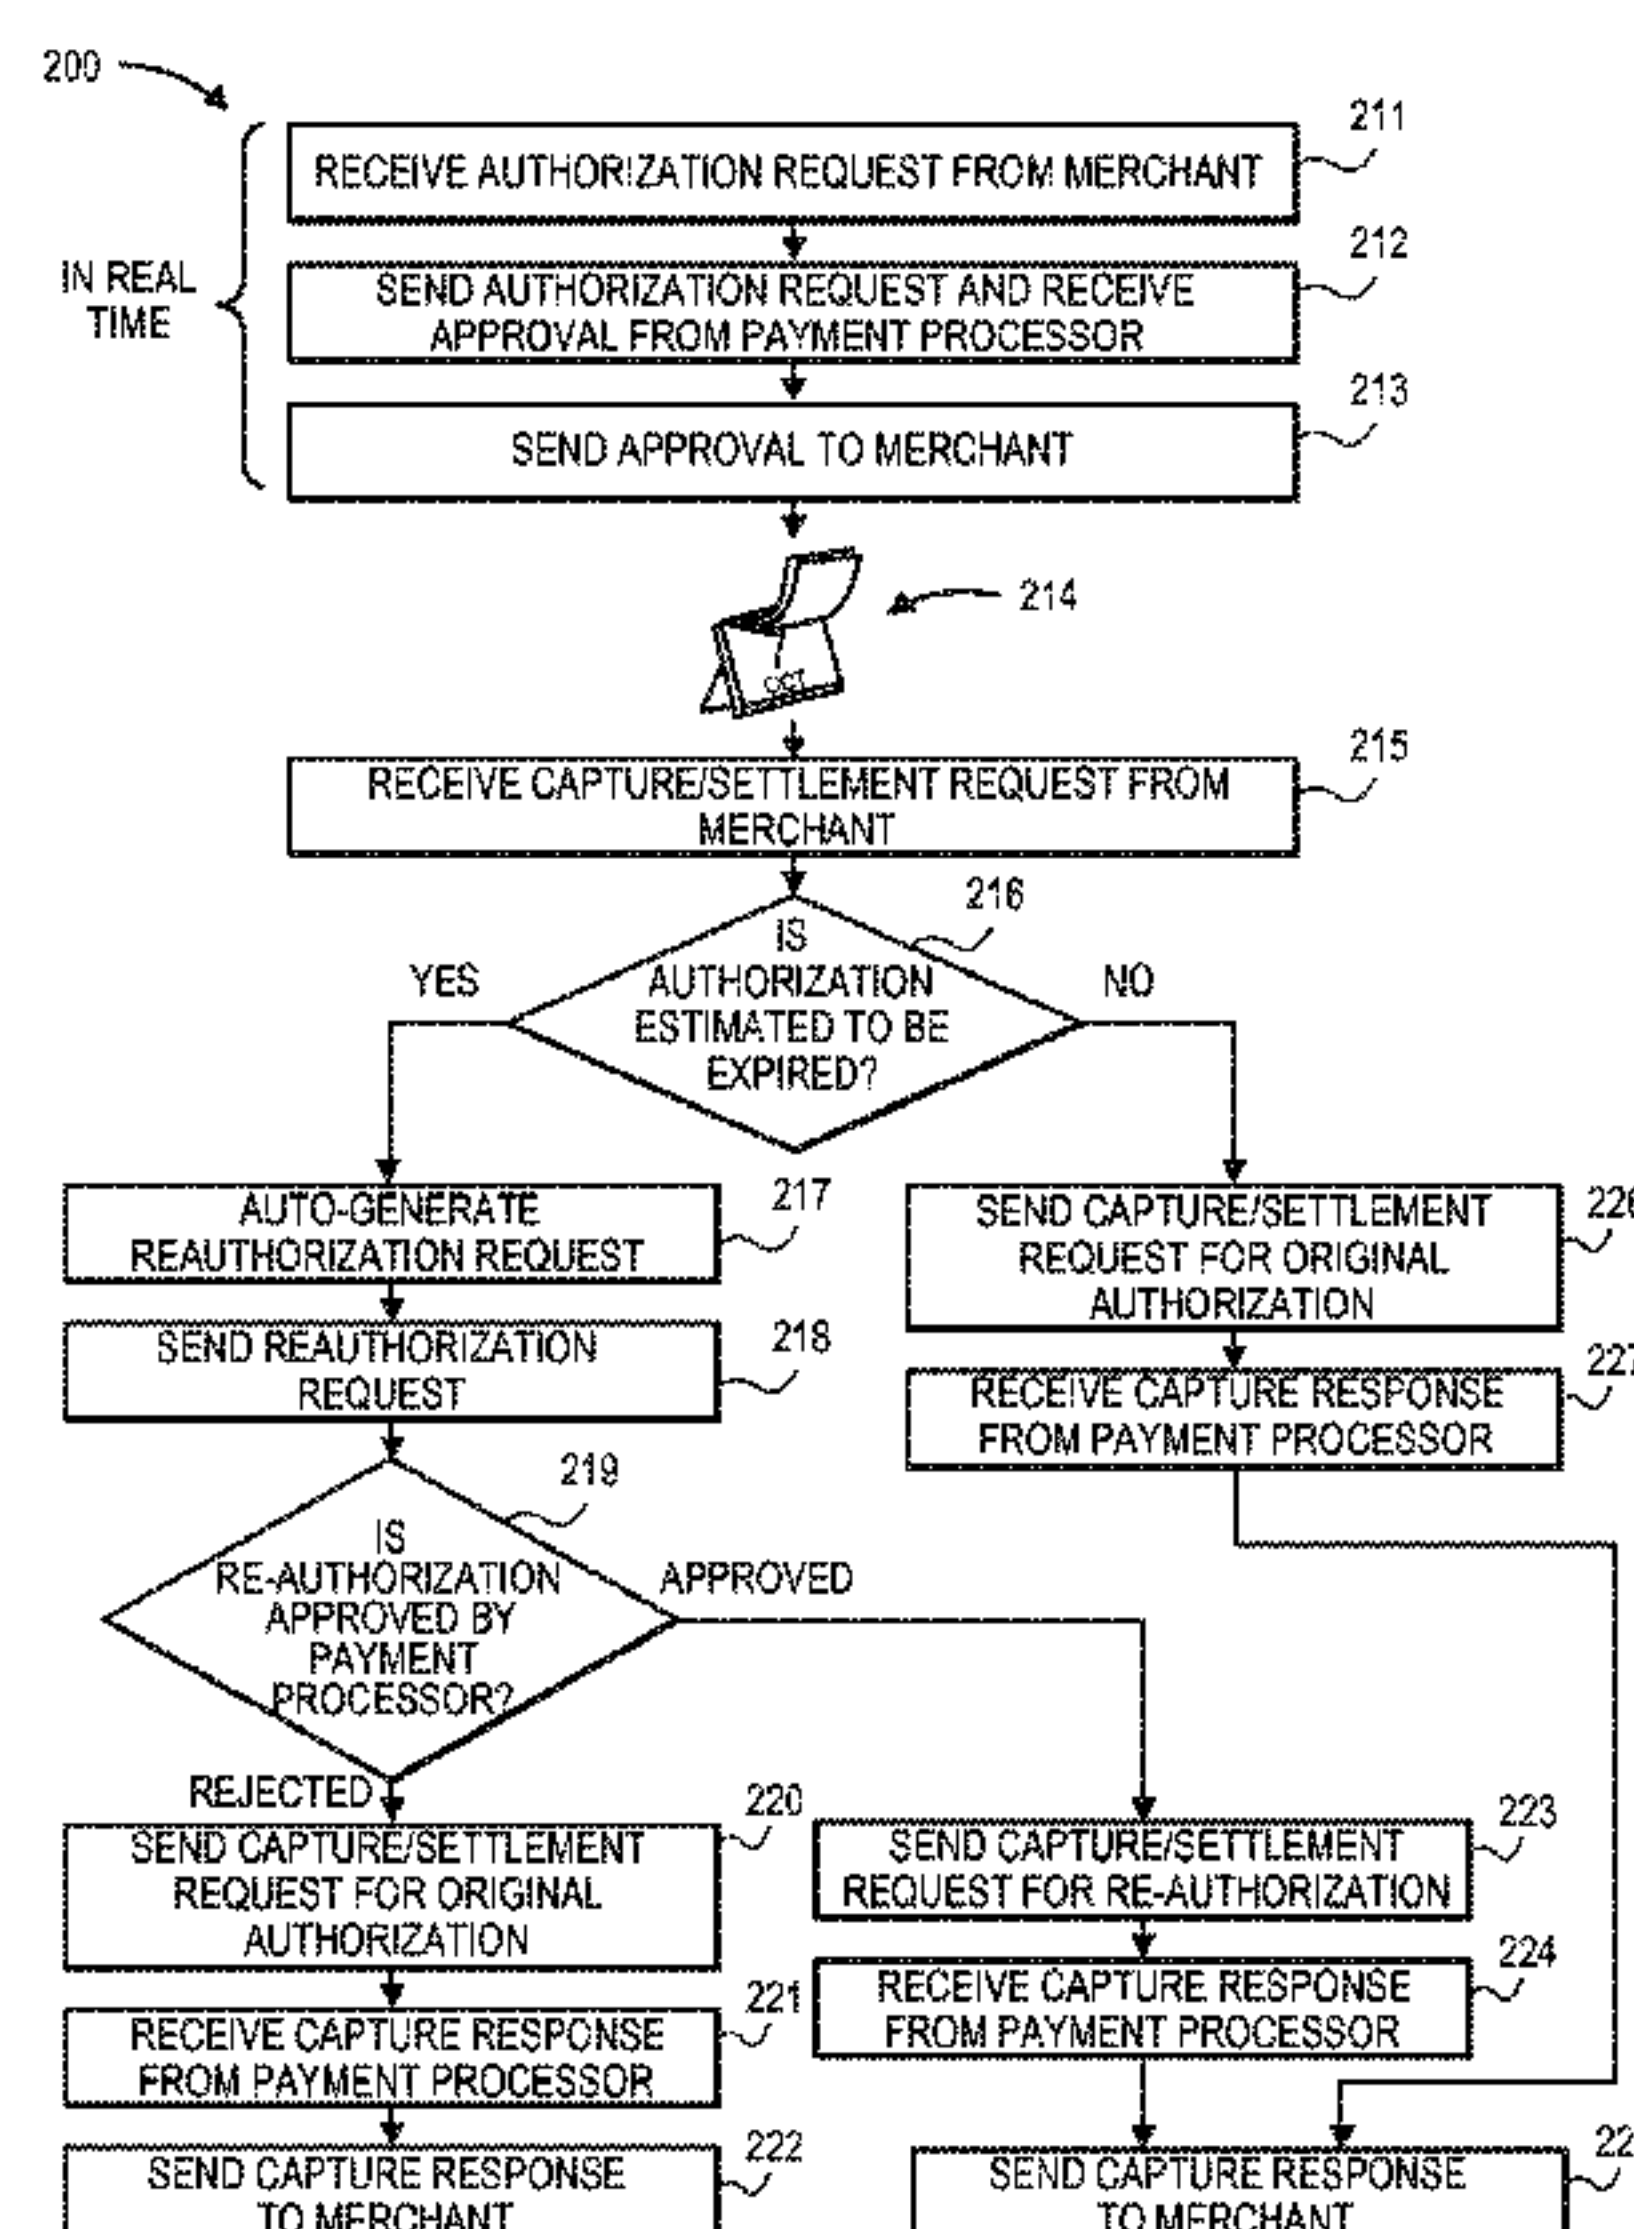 200
211
RECEIVE AUTHORIZATION REQUEST FROM MERCHANT
212
IN REAL
TIME
SEND AUTHORIZATION REQUEST AND RECEIVE
APPROVAL FROM PAYMENT PROCESSOR
213
SEND APPROVAL TO MERCHANT
214
OCT
215
RECEIVE CAPTURE/SETTLEMENT REQUEST FROM
MERCHANT
216
IS
AUTHORIZATION
ESTIMATED TO BE
EXPIRED?
YES
NO
217
AUTO-GENERATE
REAUTHORIZATION REQUEST
226
SEND CAPTURE/SETTLEMENT
REQUEST FOR ORIGINAL
AUTHORIZATION
218
SEND REAUTHORIZATION
REQUEST
227
RECEIVE CAPTURE RESPONSE
FROM PAYMENT PROCESSOR
219
IS
RE-AUTHORIZATION
APPROVED BY
PAYMENT
PROCESSOR?
APPROVED
REJECTED
220
SEND CAPTURE/SETTLEMENT
REQUEST FOR ORIGINAL
AUTHORIZATION
223
SEND CAPTURE/SETTLEMENT
REQUEST FOR RE-AUTHORIZATION
221
RECEIVE CAPTURE RESPONSE
FROM PAYMENT PROCESSOR
224
RECEIVE CAPTURE RESPONSE
FROM PAYMENT PROCESSOR
222
SEND CAPTURE RESPONSE
TO MERCHANT
22
SEND CAPTURE RESPONSE
TO MERCHANT